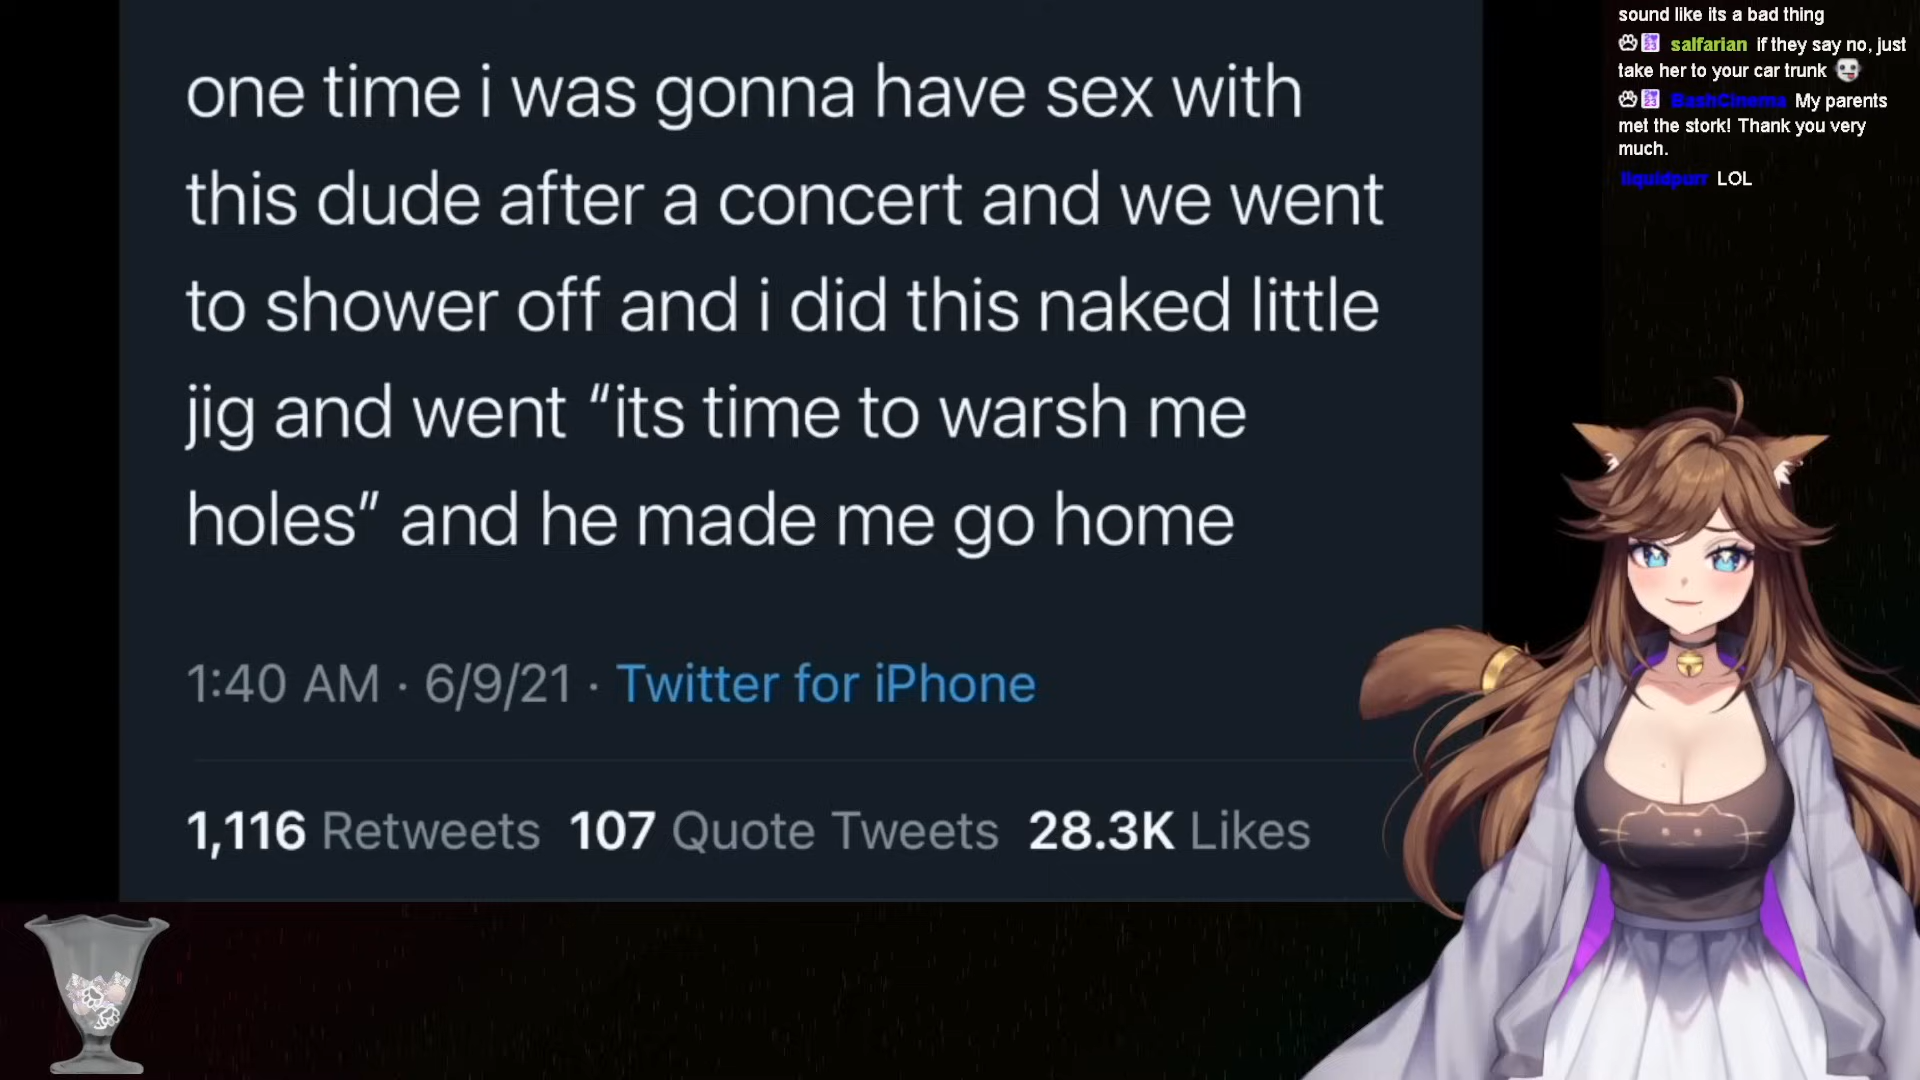 one time i was gonna have sex with
this dude after a concert and we went
to shower off and i did this naked little
jig and went “its time to warsh me
holes” and he made me go home
1:40 AM · 6/9/21 · Twitter for iPhone
1,116 Retweets 107 Quote Tweets 28.3K Likes
sound like its a bad thing
salfarian if they say no, just
take her to your car trunk
BashCinema My parents
met the stork! Thank you very
much.
liquidpurr LOL